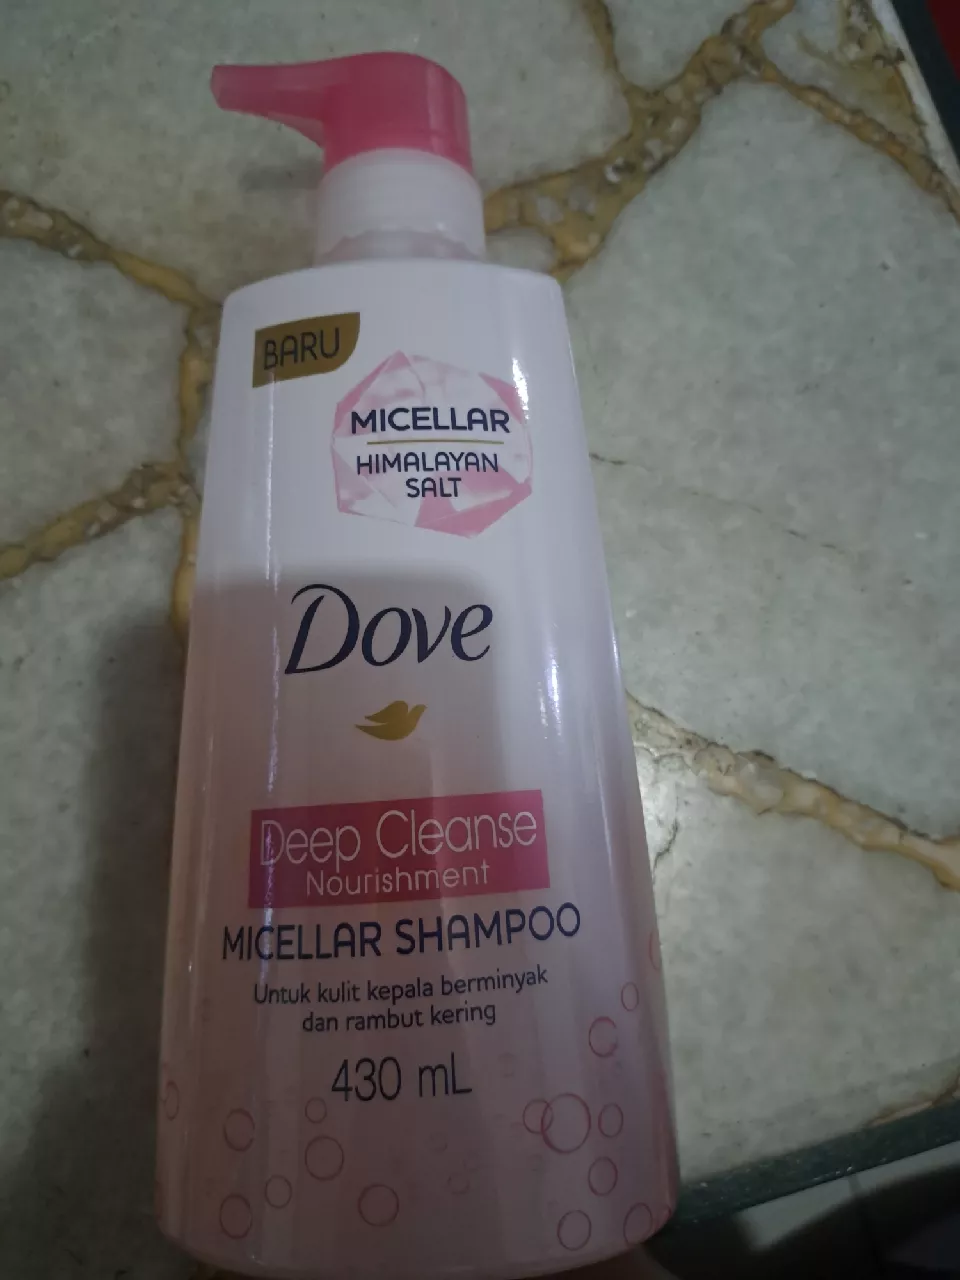 BARU
MICELLAR
HIMALAYAN
SALT
Dove
Deep Cleanse
Nourishment
MICELLAR SHAMPOO
Untuk kulit kepala berminyak
dan rambut kering
430 mL